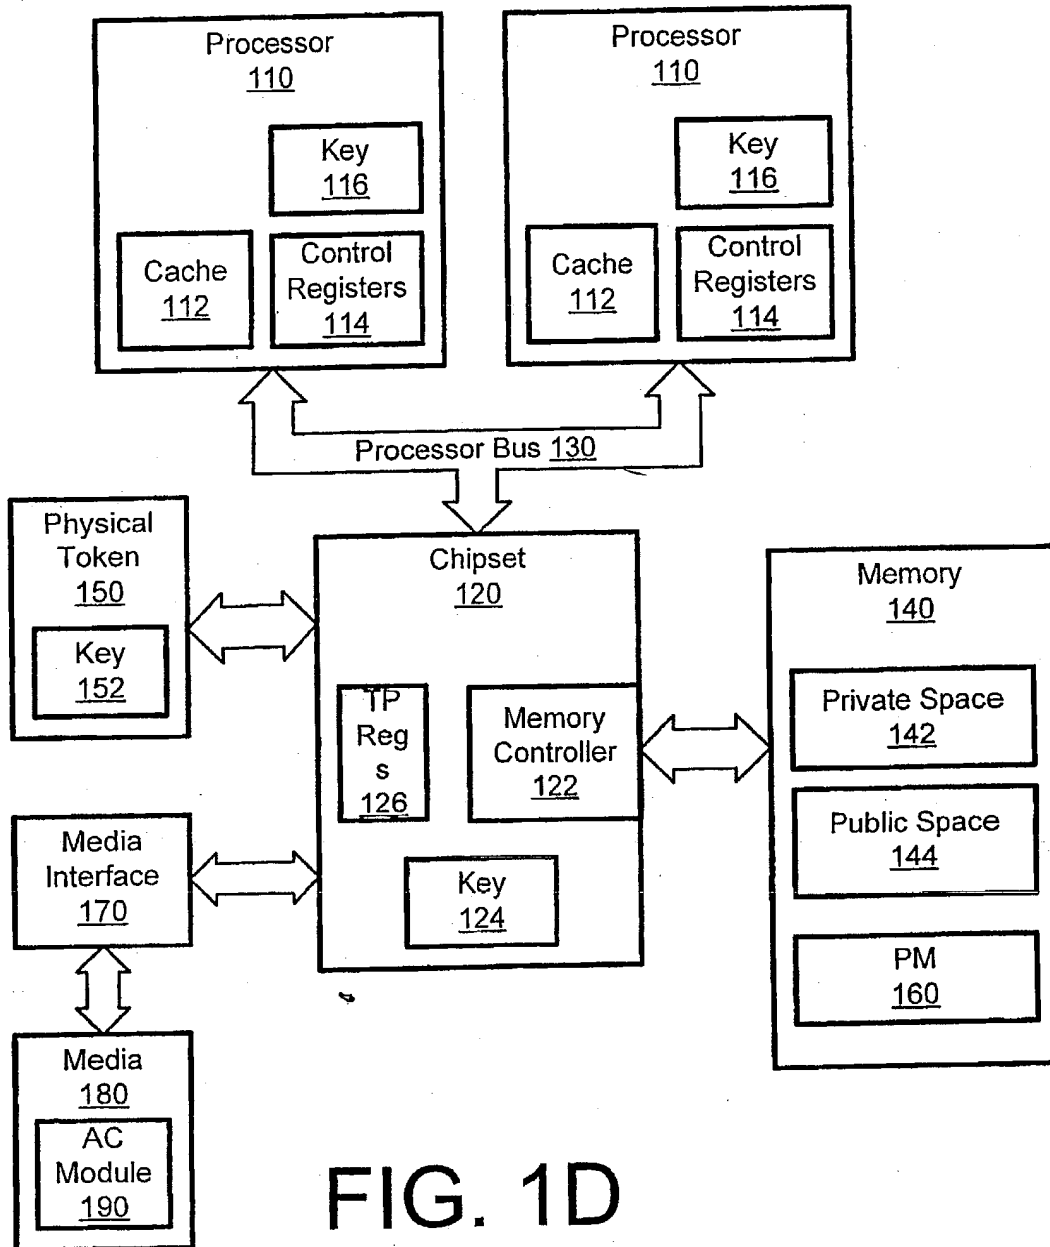 Processor
110
Key
116
Cache
112
Control
Registers
114
Processor
110
Key
116
Cache
112
Control
Registers
114
Processor Bus 130
Physical
Token
150
Key
152
Chipset
120
TP
Reg
s
126
Memory
Controller
122
Key
124
Memory
140
Private Space
142
Public Space
144
PM
160
Media
Interface
170
Media
180
AC
Module
190
FIG. 1D